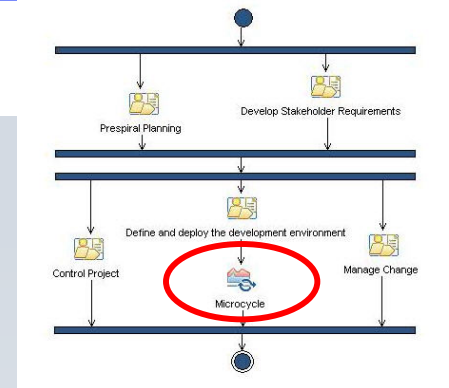 Prespiral Planning
Develop Stakeholder Requirements
Define and deploy the development environment
Control Project
Manage Change
Microcycle